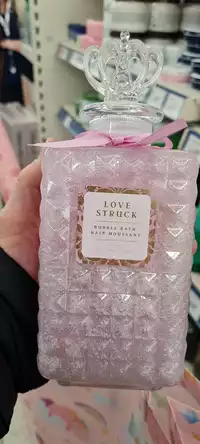 LOVE
STRUCK
BUBBLE BATH
BAIN MOUSSANT